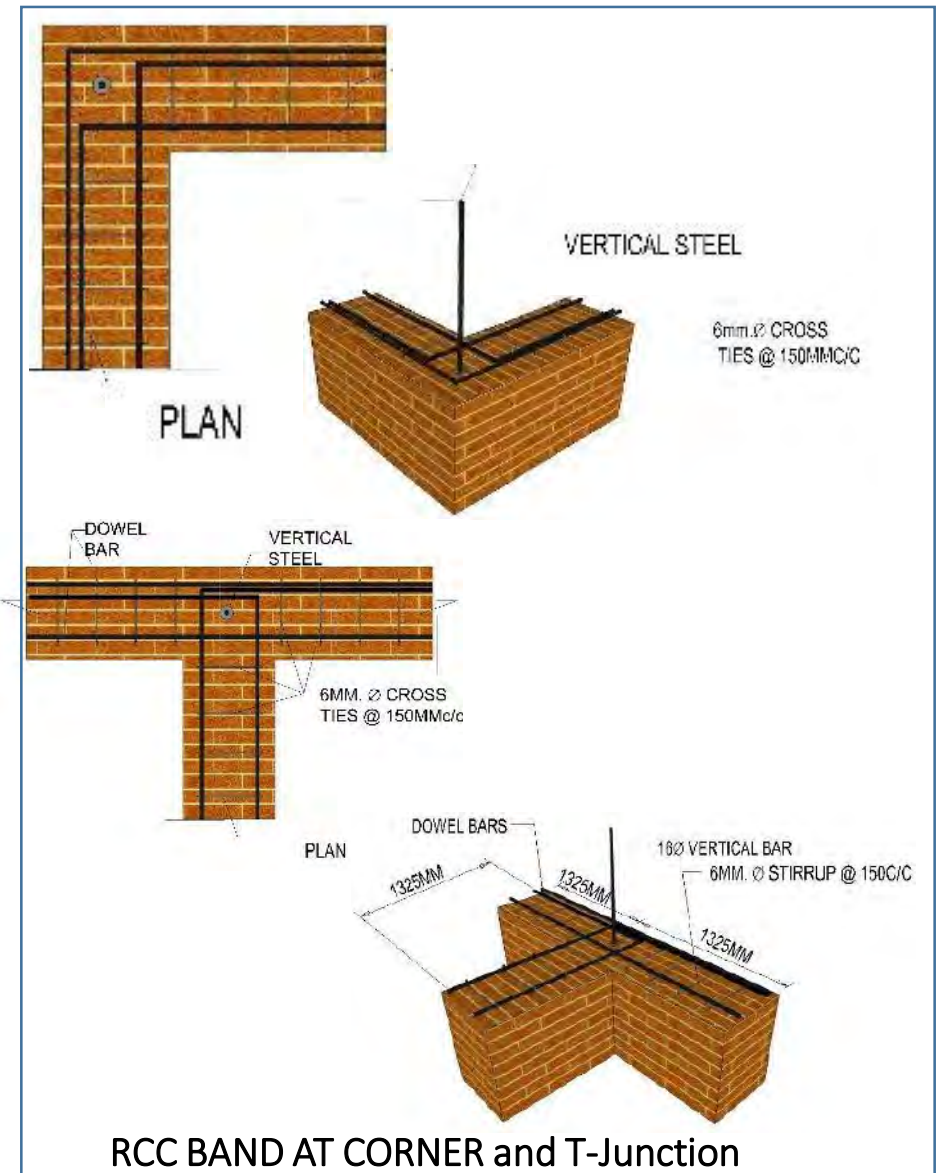 VERTICAL STEEL
6mm.∅ CROSS
TIES @ 150MMC/C
PLAN
DOWEL
BAR
VERTICAL
STEEL
6MM. ∅ CROSS
TIES @ 150MMc/c
PLAN
DOWEL BARS
16∅ VERTICAL BAR
6MM. ∅ STIRRUP @ 150C/C
1325MM
1325MM
1325MM
RCC BAND AT CORNER and T-Junction